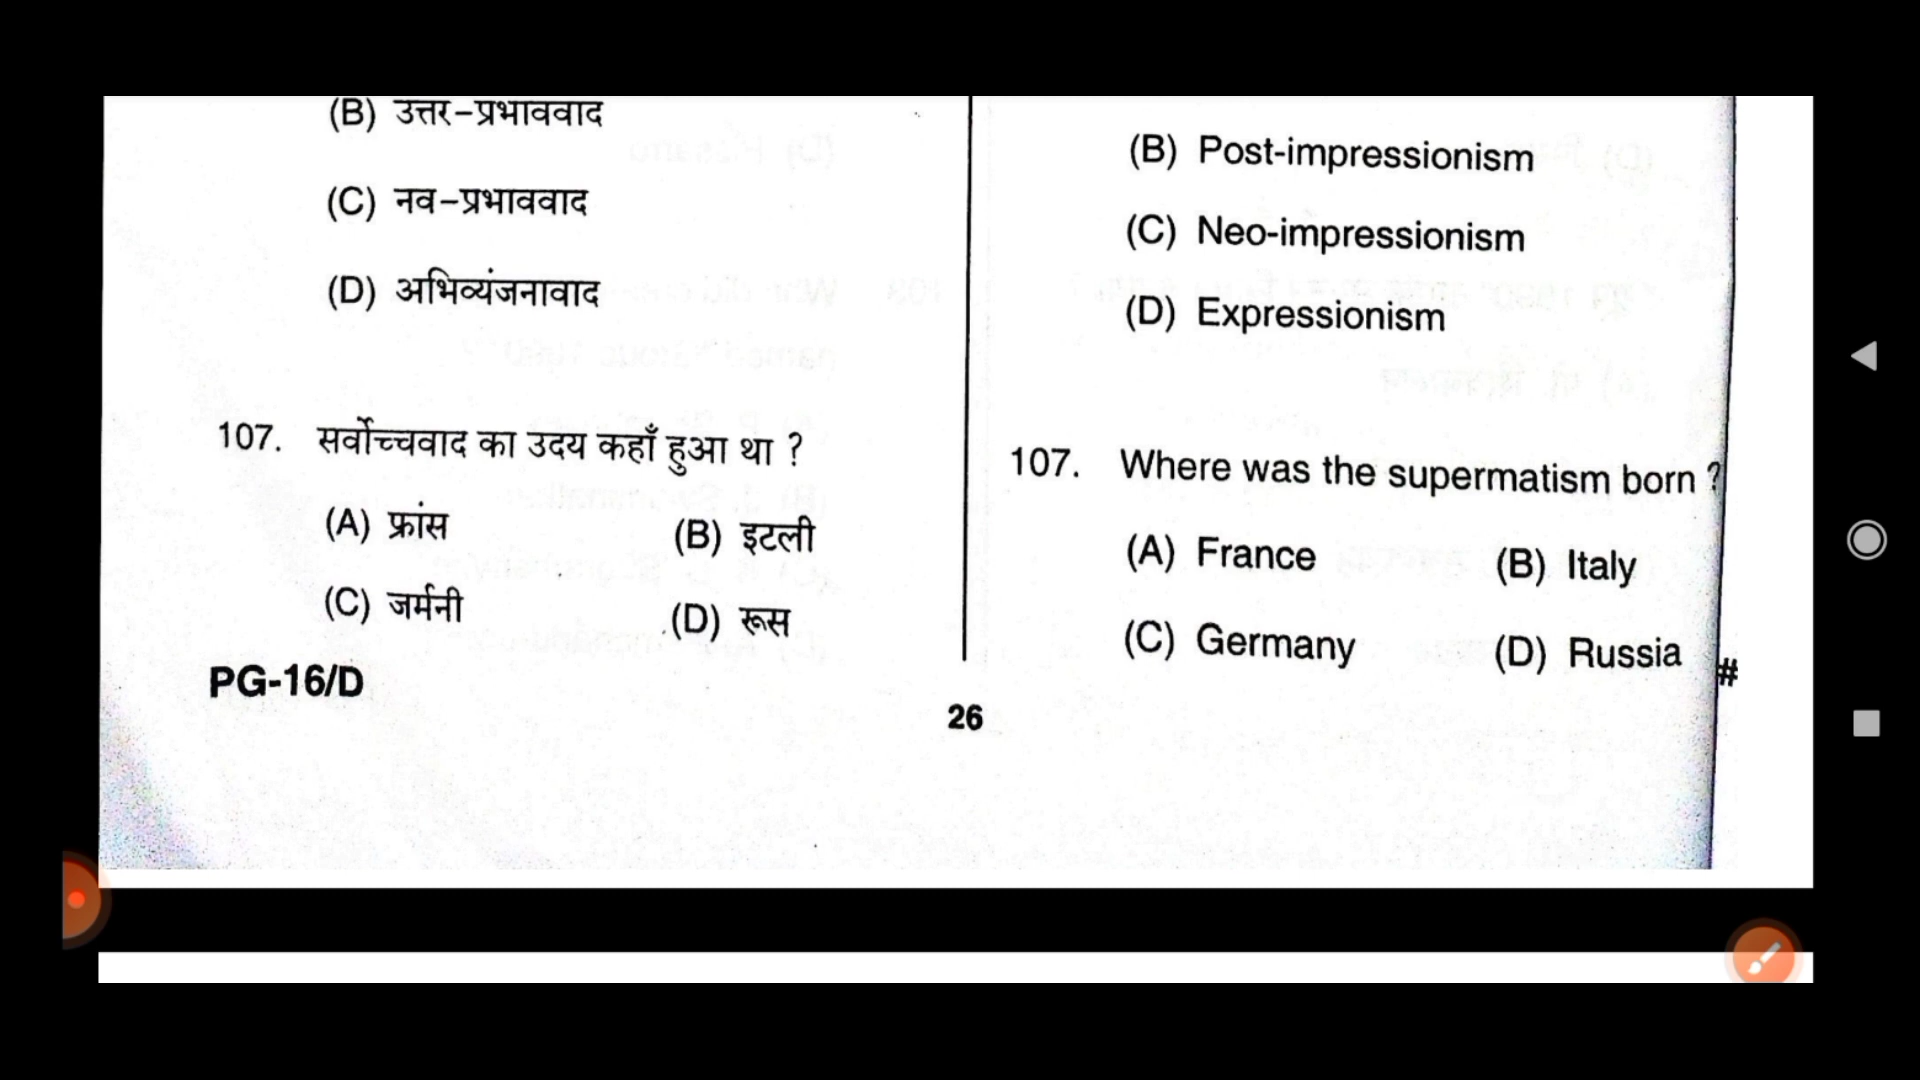 (B) उत्तर-प्रभाववाद
(C) नव-प्रभाववाद
(D) अभिव्यंजनावाद
107. सर्वोच्चवाद का उदय कहाँ हुआ था ?
(A) फ्रांस (B) इटली
(C) जर्मनी (D) रूस
PG-16/D
(B) Post-impressionism
(C) Neo-impressionism
(D) Expressionism
107. Where was the supermatism born ?
(A) France (B) Italy
(C) Germany (D) Russia #
26